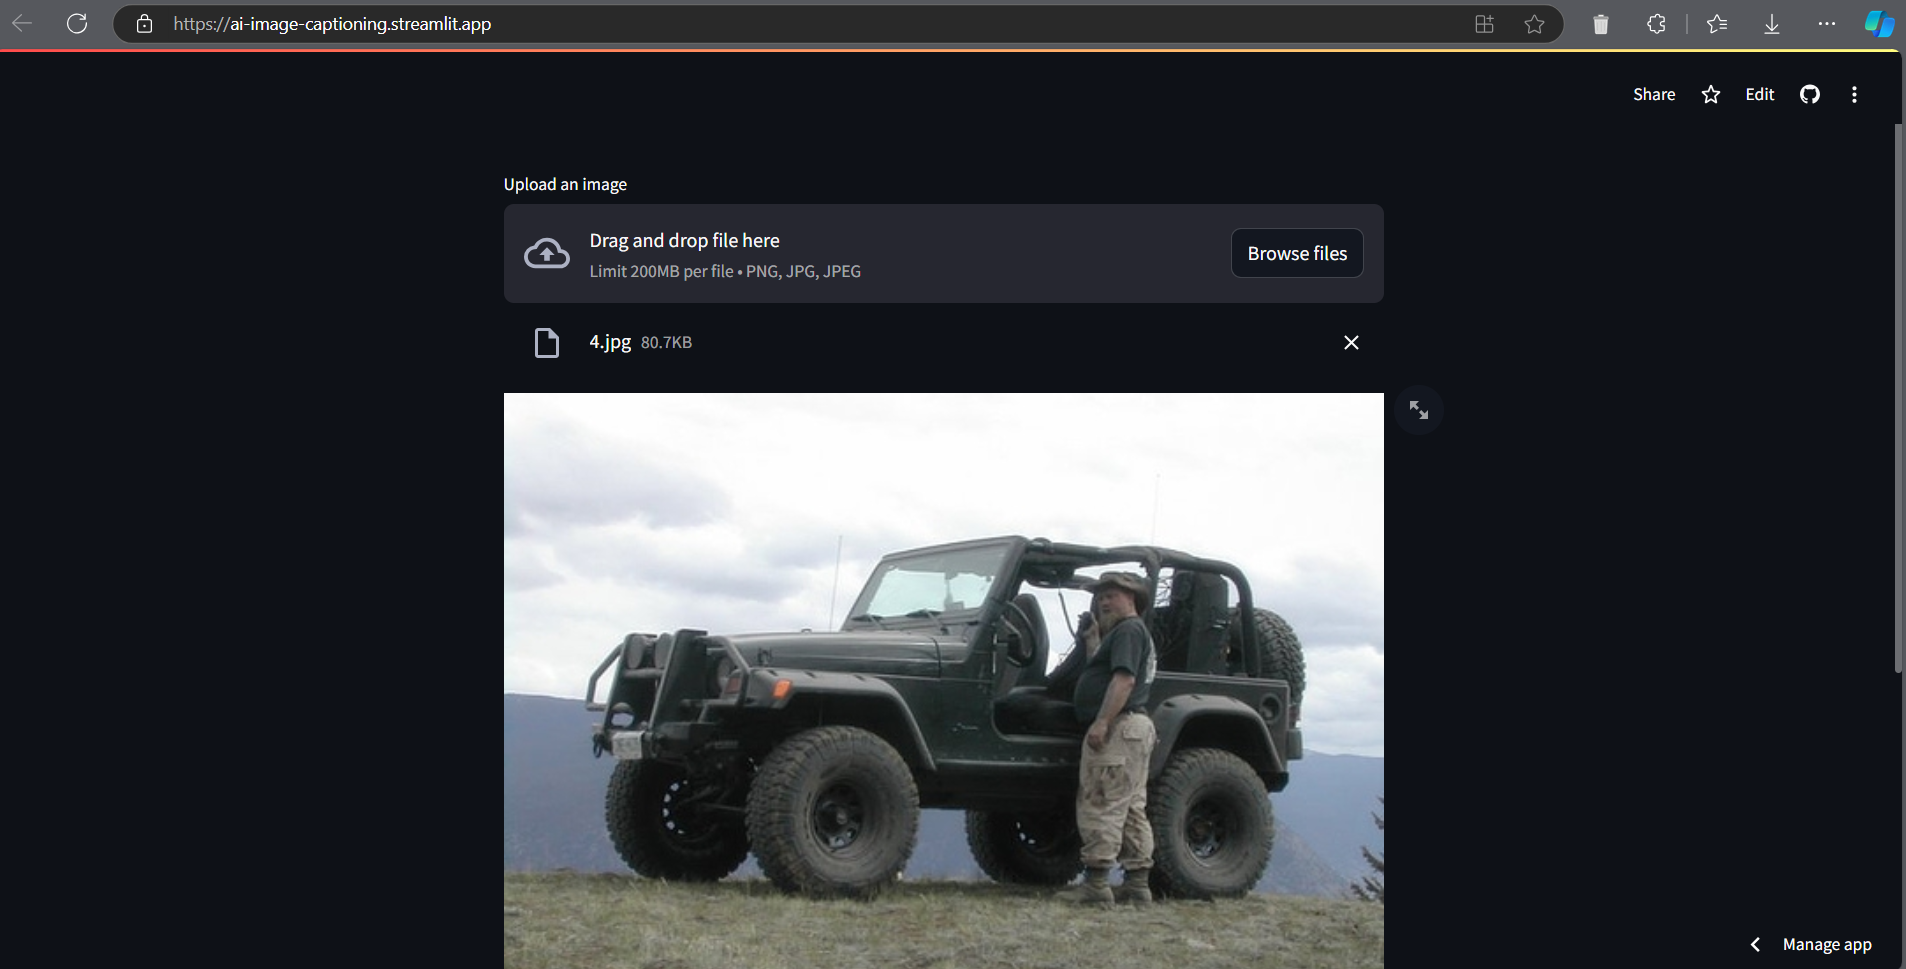 https://ai-image-captioning.streamlit.app
Share
Edit
Upload an image
Drag and drop file here
Limit 200MB per file • PNG, JPG, JPEG
Browse files
4.jpg 80.7KB
Manage app